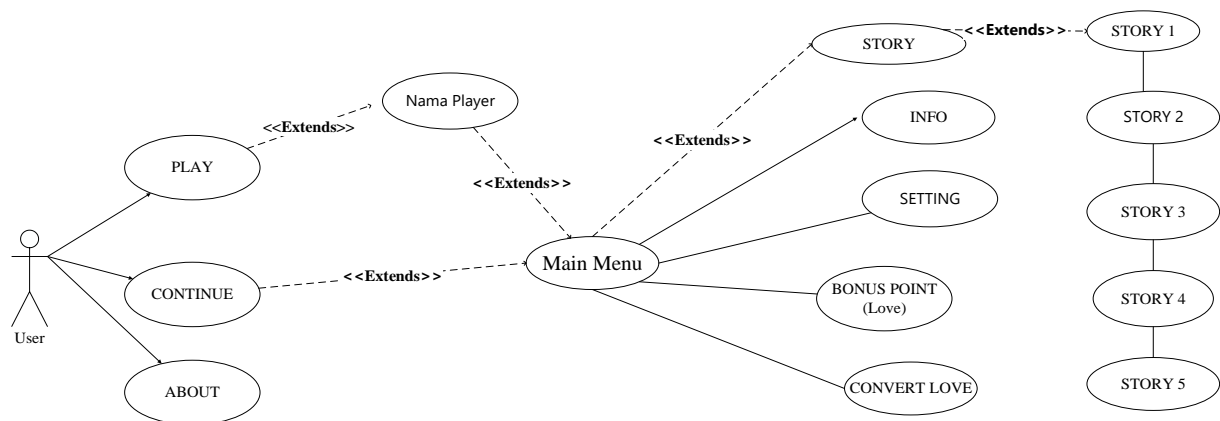 STORY
<<Extends>>
STORY 1
Nama Player
<<Extends>>
INFO
STORY 2
<<Extends>>
PLAY
<<Extends>>
SETTING
STORY 3
Main Menu
<<Extends>>
CONTINUE
BONUS POINT
(Love)
STORY 4
User
ABOUT
CONVERT LOVE
STORY 5